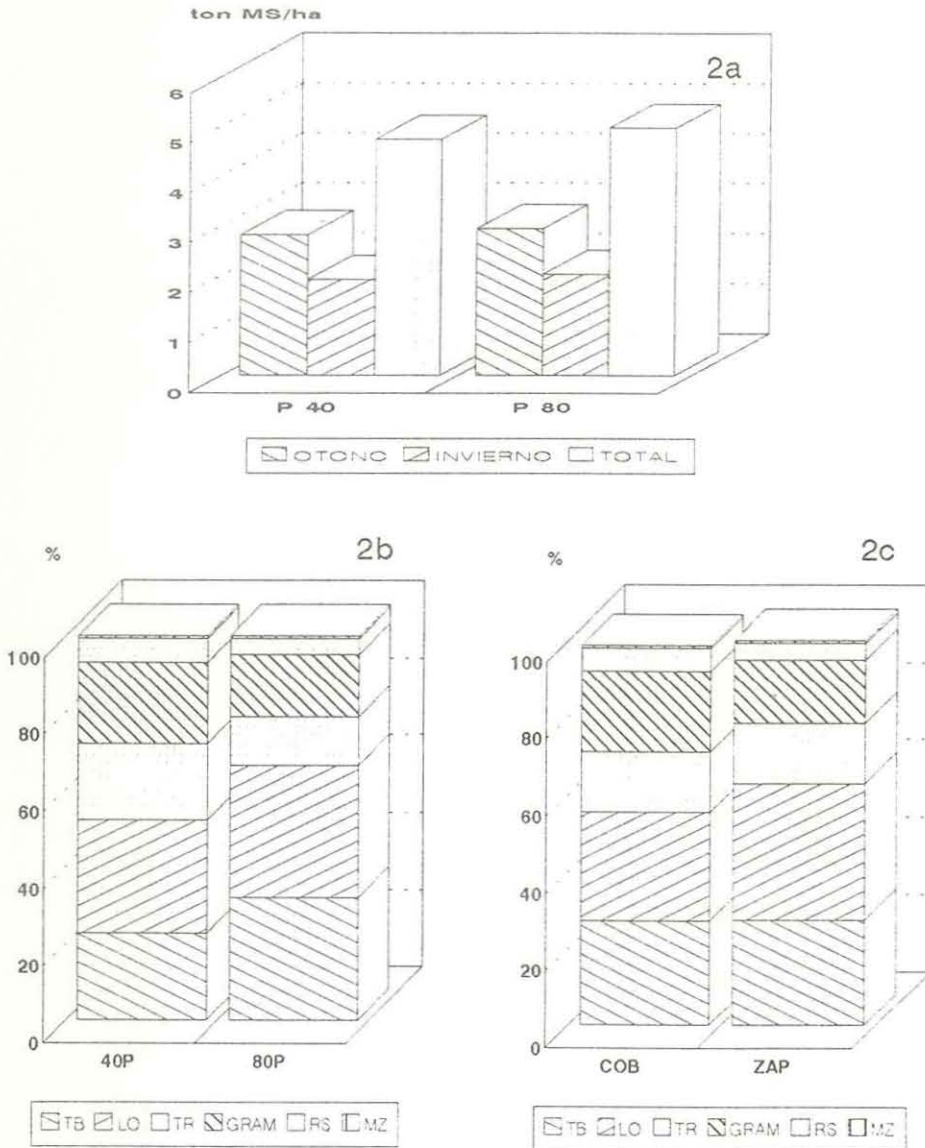 ton MS/ha
2a
6
5
4
3
2
1
0
P 40 P 80
OTONO INVIERNO TOTAL
% 2b
100
80
60
40
20
0
40P 80P
TB LO TR GRAM RS MZ
% 2c
100
80
60
40
20
0
COB ZAP
TB LO TR GRAM RS MZ